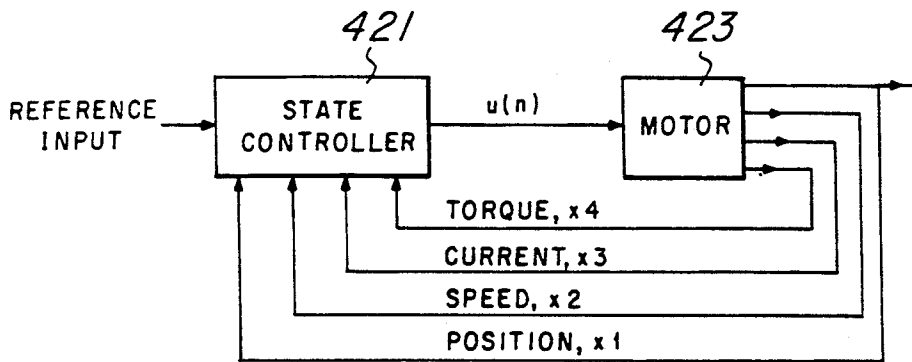 421
423
REFERENCE
INPUT
STATE
CONTROLLER
u(n)
MOTOR
TORQUE, x4
CURRENT, x3
SPEED, x2
POSITION, x1